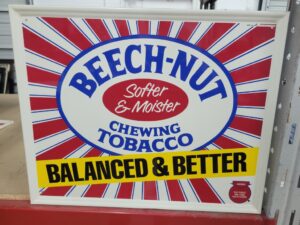 BEECH-NUT
Softer
& Moister
CHEWING
TOBACCO
BALANCED & BETTER